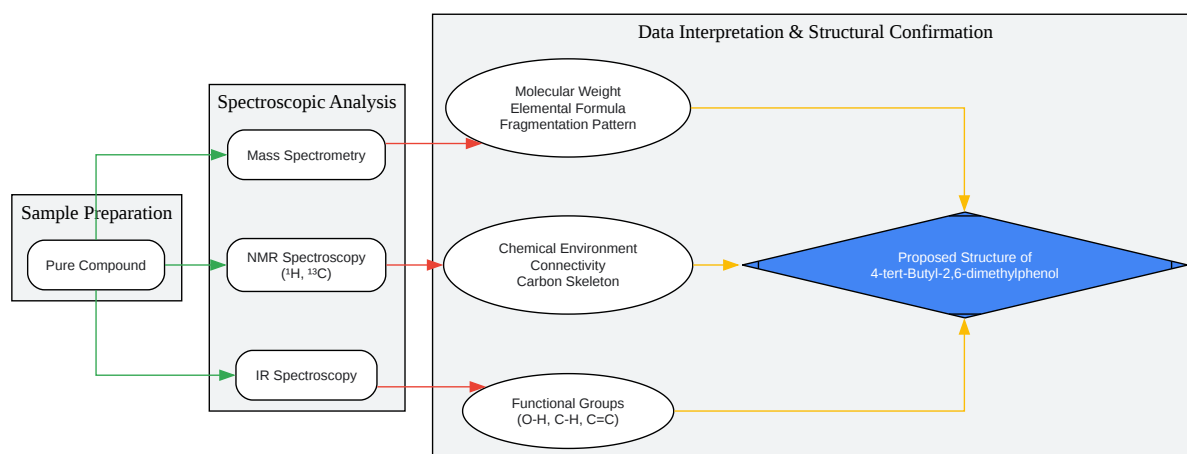 Data Interpretation & Structural Confirmation
Spectroscopic Analysis
Sample Preparation
Pure Compound
Mass Spectrometry
NMR Spectroscopy
(¹H, ¹³C)
IR Spectroscopy
Molecular Weight
Elemental Formula
Fragmentation Pattern
Chemical Environment
Connectivity
Carbon Skeleton
Functional Groups
(O-H, C-H, C=C)
Proposed Structure of
4-tert-Butyl-2,6-dimethylphenol